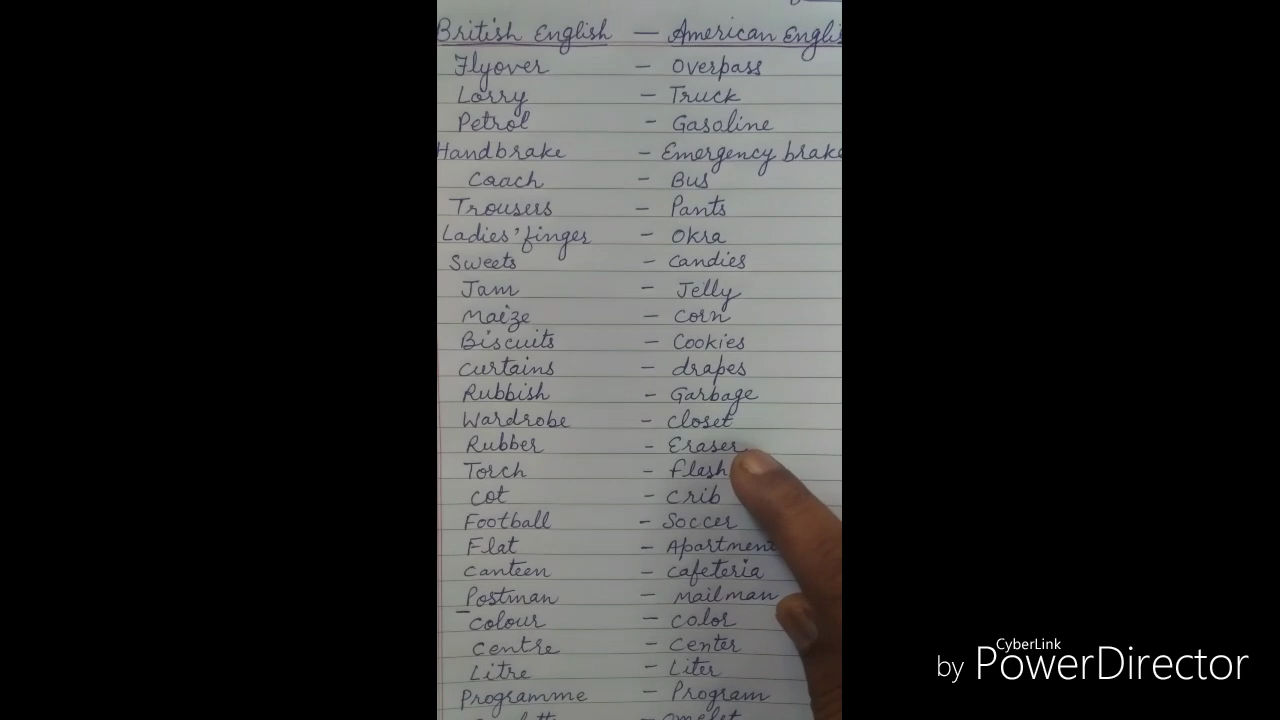 British English — American Englis
Flyover — Overpass
Lorry — Truck
Petrol — Gasoline
Handbrake — Emergency brake
Coach — Bus
Trousers — Pants
Ladies' finger — Okra
Sweets — candies
Jam — Jelly
Maize — corn
Biscuits — Cookies
curtains — drapes
Rubbish — Garbage
Wardrobe — closet
Rubber — Eraser
Torch — flash
cot — crib
Football — Soccer
Flat — Apartment
canteen — cafeteria
Postman — Mailman
colour — color
centre — center
Litre — Liter
Programme — Program
— omelet
CyberLink
by PowerDirector